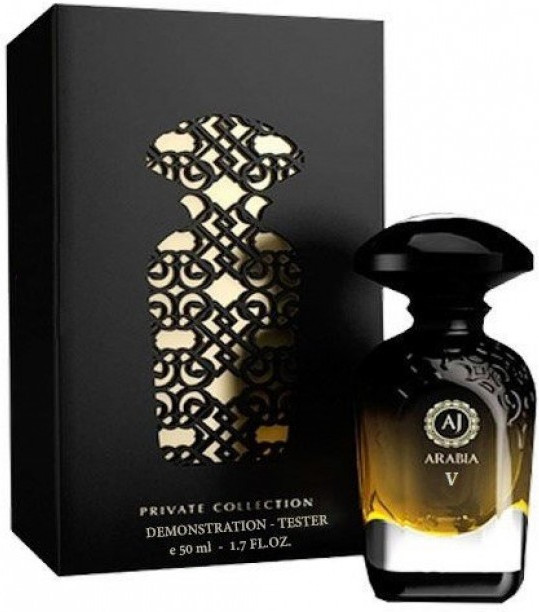 PRIVATE COLLECTION
DEMONSTRATION - TESTER
e 50 ml - 1.7 FL.OZ.
AJ
ARABIA
V